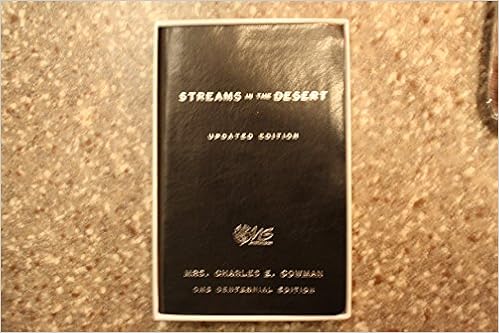 STREAMS IN THE DESERT
UPDATED EDITION
MRS. CHARLES E. COWMAN
OMS CENTENNIAL EDITION